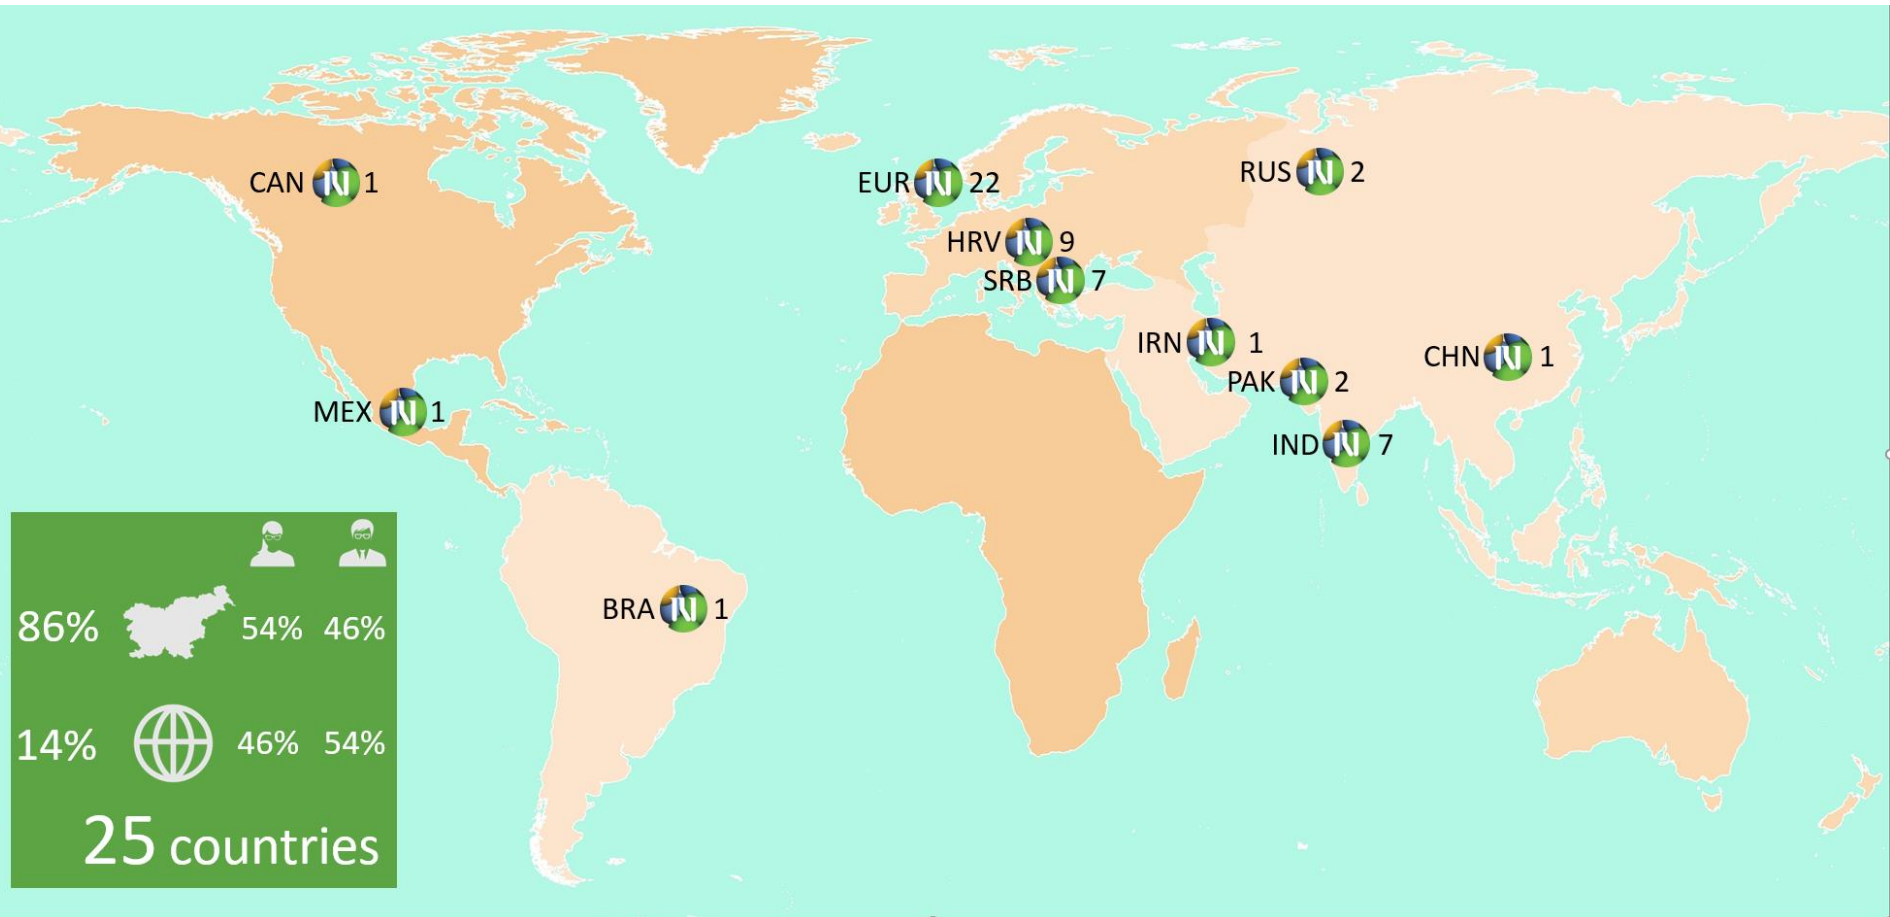 CAN 1
EUR 22
RUS 2
HRV 9
SRB 7
IRN 1
PAK 2
CHN 1
MEX 1
IND 7
BRA 1
86% 54% 46%
14% 46% 54%
25 countries